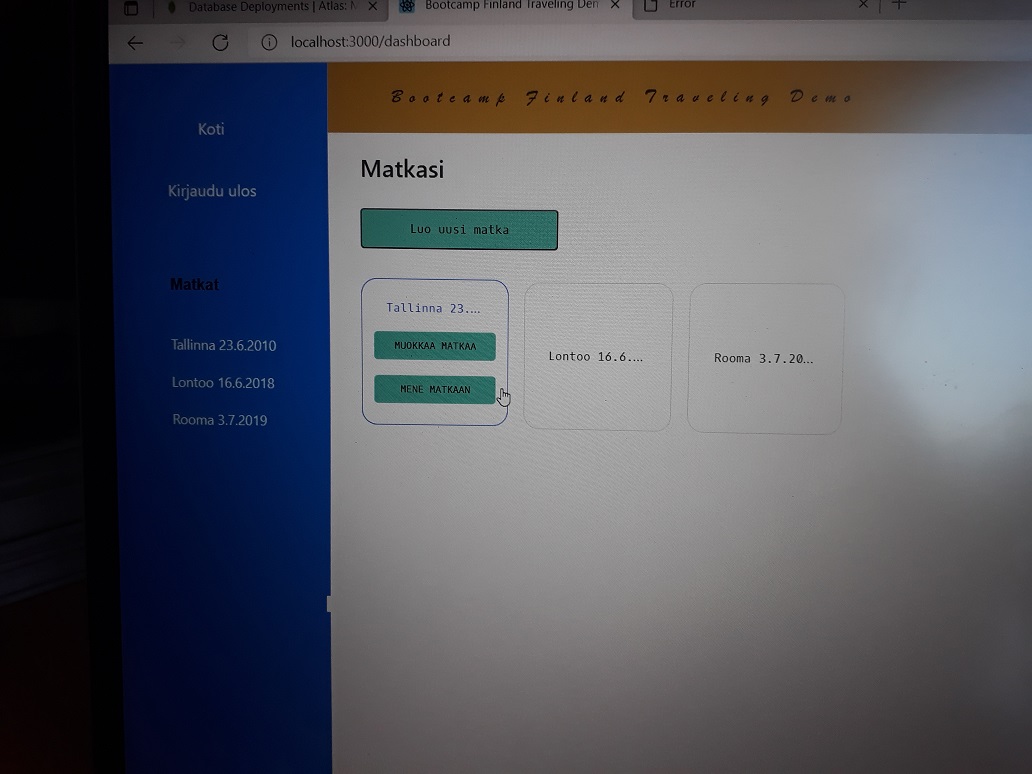 Database Deployments | Atlas:
Bootcamp Finland Traveling Den
Error
localhost:3000/dashboard
Bootcamp Finland Traveling Demo
Koti
Kirjaudu ulos
Matkat
Tallinna 23.6.2010
Lontoo 16.6.2018
Rooma 3.7.2019
Matkasi
Luo uusi matka
Tallinna 23....
MUOKKAA MATKAA
MENE MATKAAN
Lontoo 16.6....
Rooma 3.7.20...